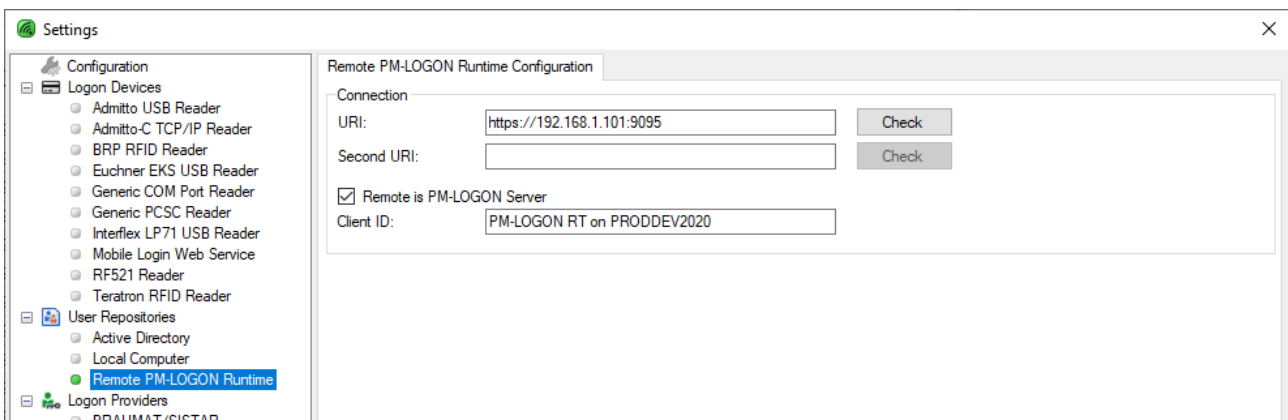 Settings
Configuration
Logon Devices
Admitto USB Reader
Admitto-C TCP/IP Reader
BRP RFID Reader
Euchner EKS USB Reader
Generic COM Port Reader
Generic PCSC Reader
Interflex LP71 USB Reader
Mobile Login Web Service
RF521 Reader
Teratron RFID Reader
User Repositories
Active Directory
Local Computer
Remote PM-LOGON Runtime
Logon Providers
BRAUMAT/SISTAR
Remote PM-LOGON Runtime Configuration
Connection
URI: https://192.168.1.101:9095 Check
Second URI: Check
Remote is PM-LOGON Server
Client ID: PM-LOGON RT on PRODDEV2020